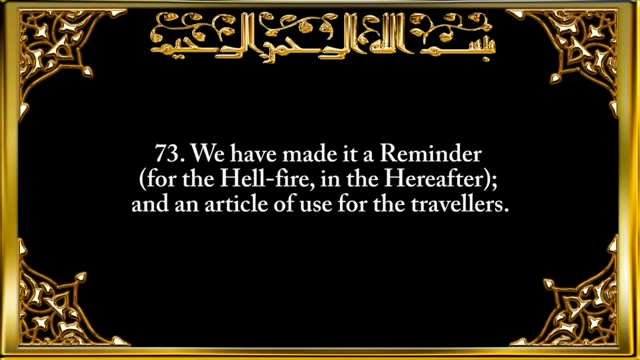 بسم الله الرحمن الرحيم
73. We have made it a Reminder
(for the Hell-fire, in the Hereafter);
and an article of use for the travellers.